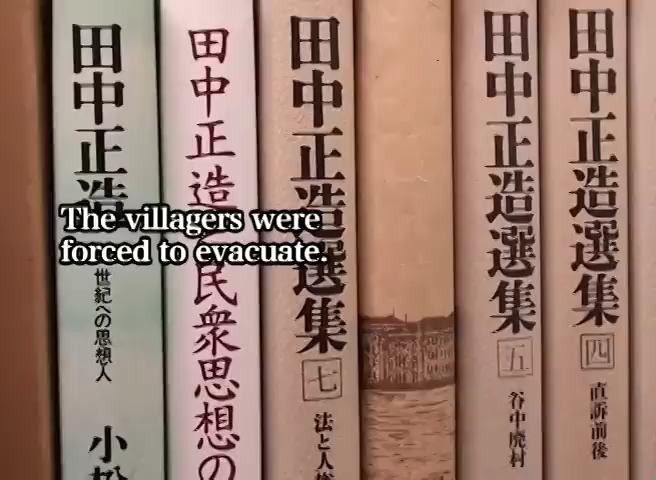 田中正造
世紀への思想人
小松
田中正造と民衆思想の
田中正造選集
七
法と人権
田中正造選集
五
谷中廃村
田中正造選集
四
直訴前後
The villagers were
forced to evacuate.